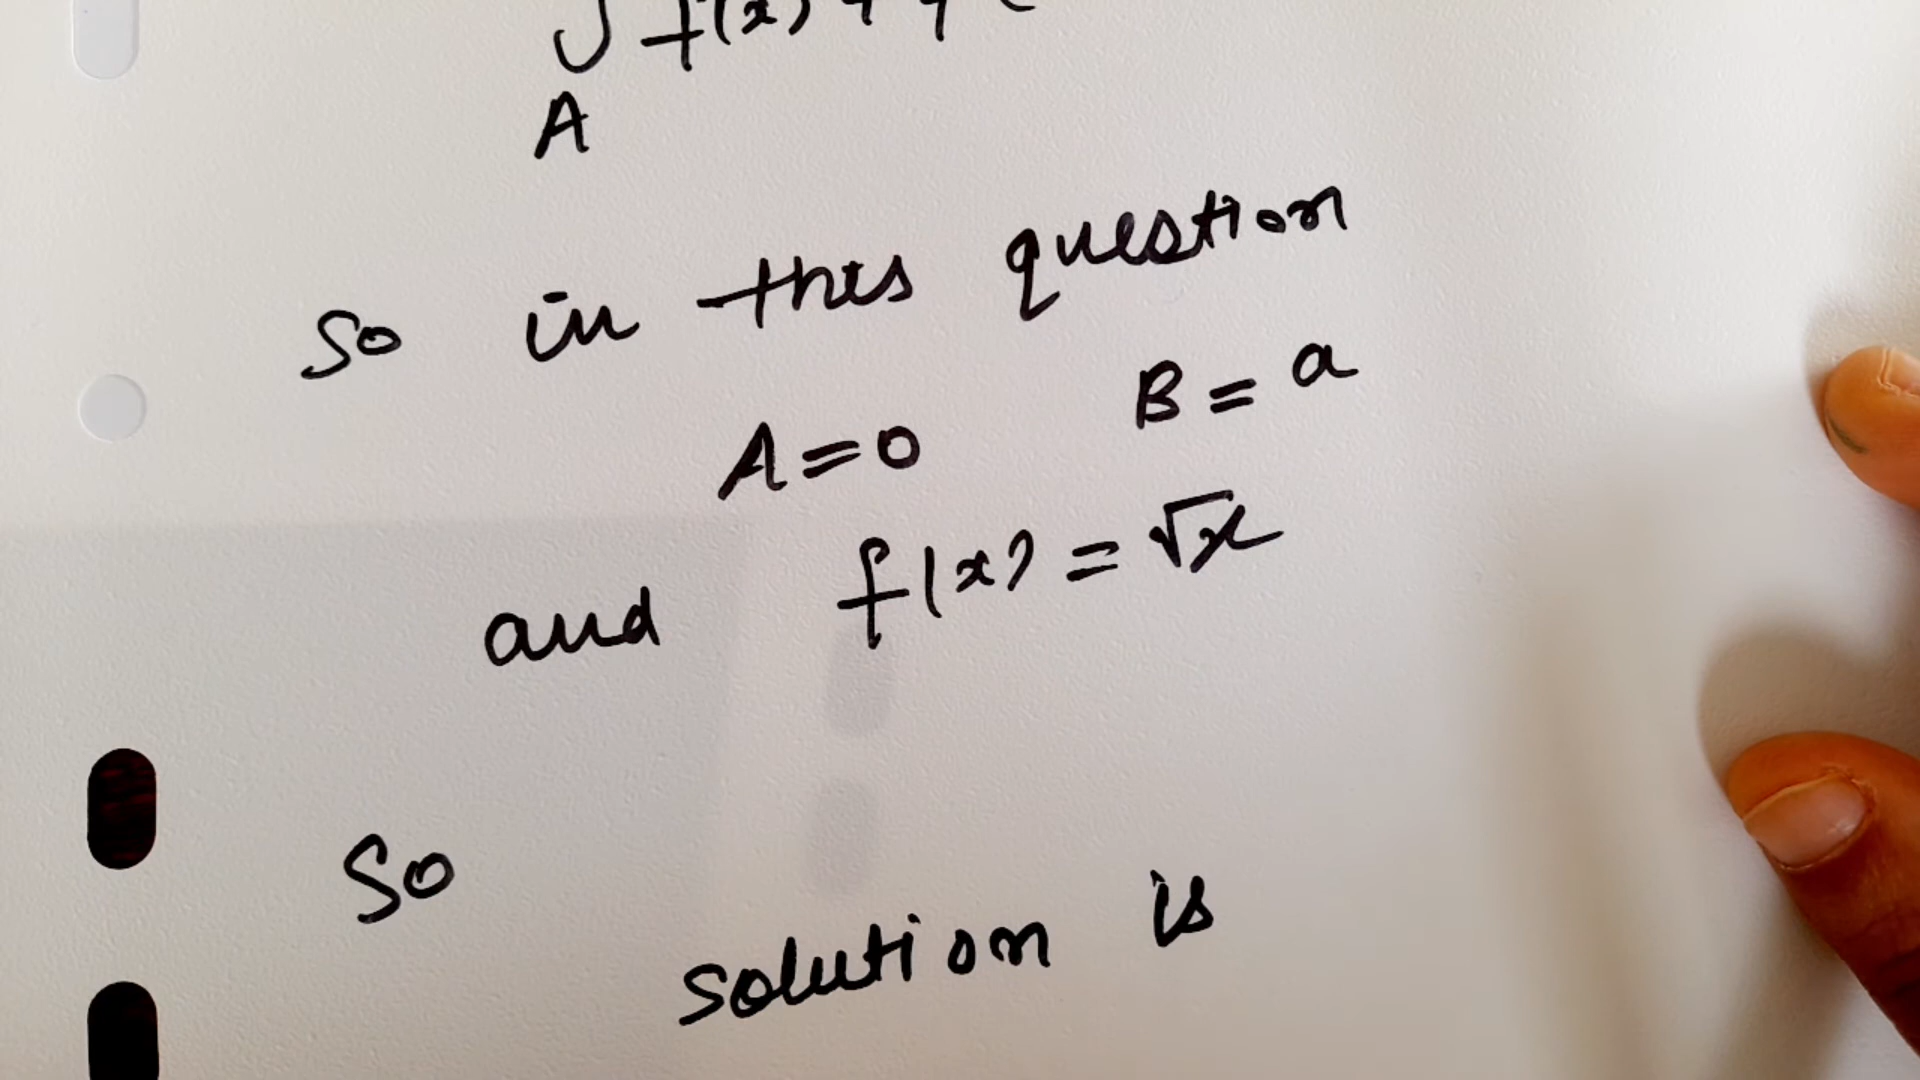 ∫ f(x)
A
So in this question
A=0 B = a
and f(x) = √x
So
solution is